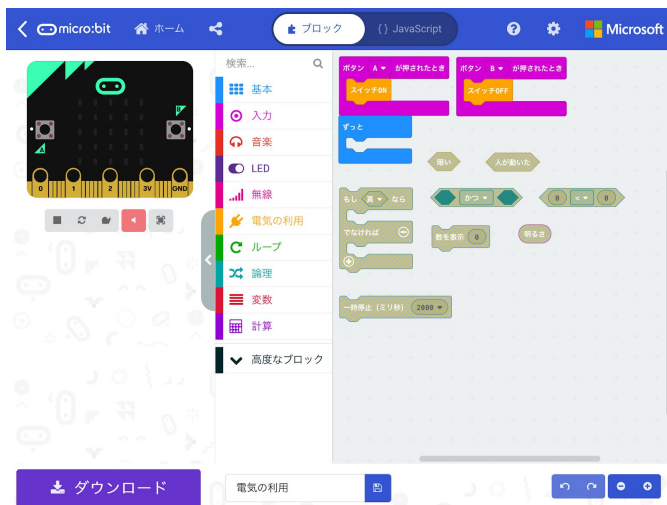 micro:bit
ホーム
ブロック
{} JavaScript
?
Microsoft
検索...
基本
入力
音楽
LED
無線
電気の利用
ループ
論理
変数
計算
高度なブロック
ボタン A が押されたとき
スイッチON
ボタン B が押されたとき
スイッチOFF
ずっと
暗い
人が動いた
もし 真 なら
かつ
0 < 0
でなければ
数を表示 0
明るさ
一時停止 (ミリ秒) 2000
A
B
0 1 2 3V GND
ダウンロード
電気の利用